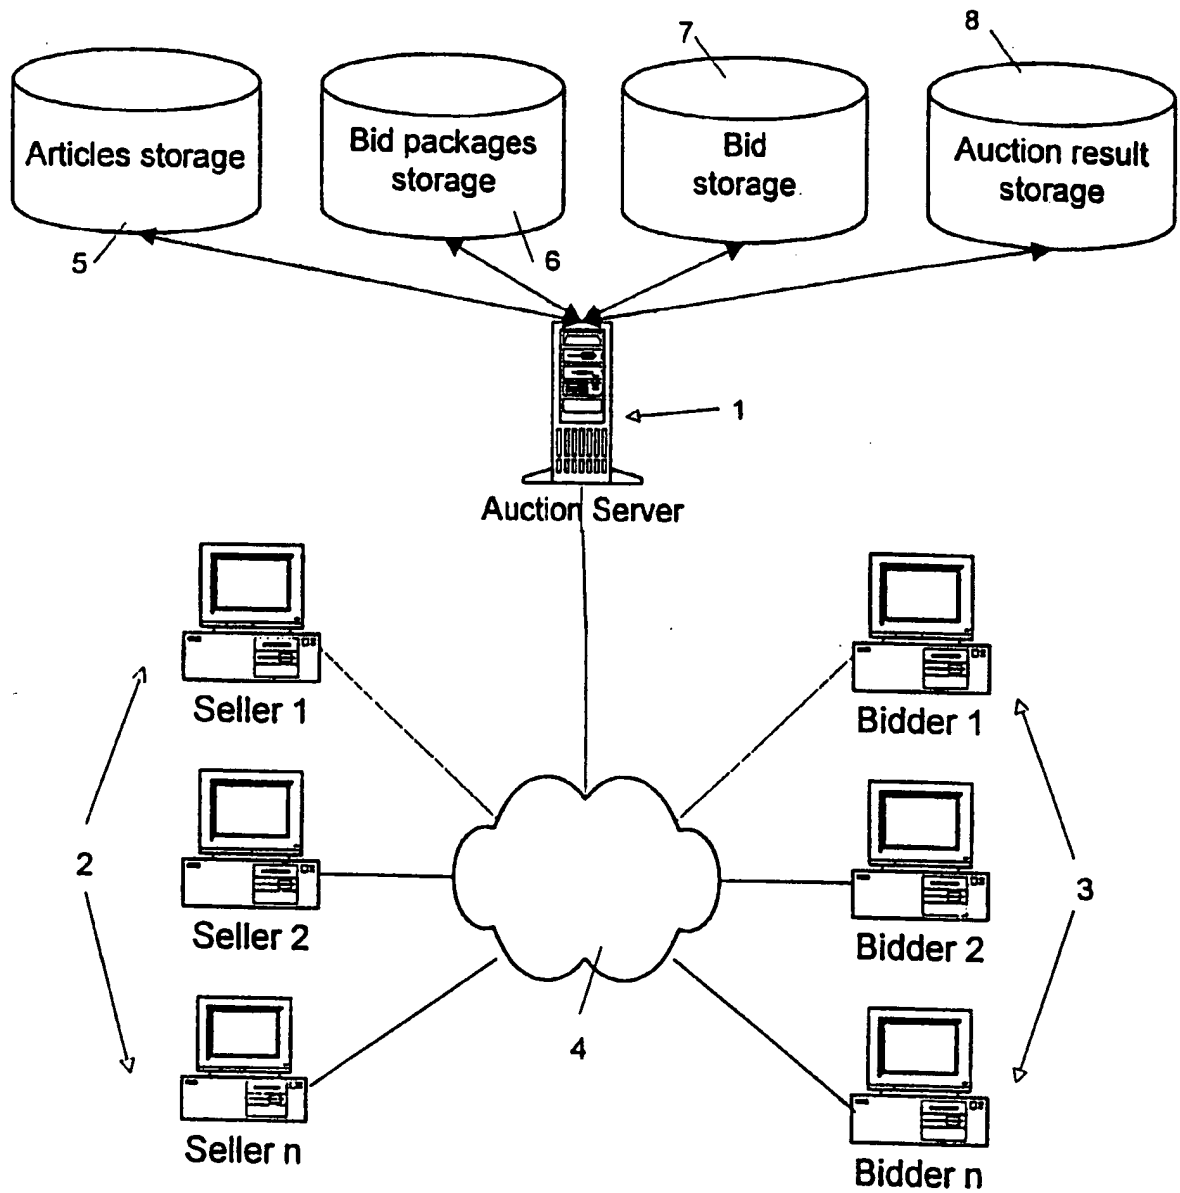 7
8
Articles storage
Bid packages
storage
Bid
storage
Auction result
storage
5
6
1
Auction Server
Seller 1
Bidder 1
2
3
Seller 2
Bidder 2
4
Seller n
Bidder n